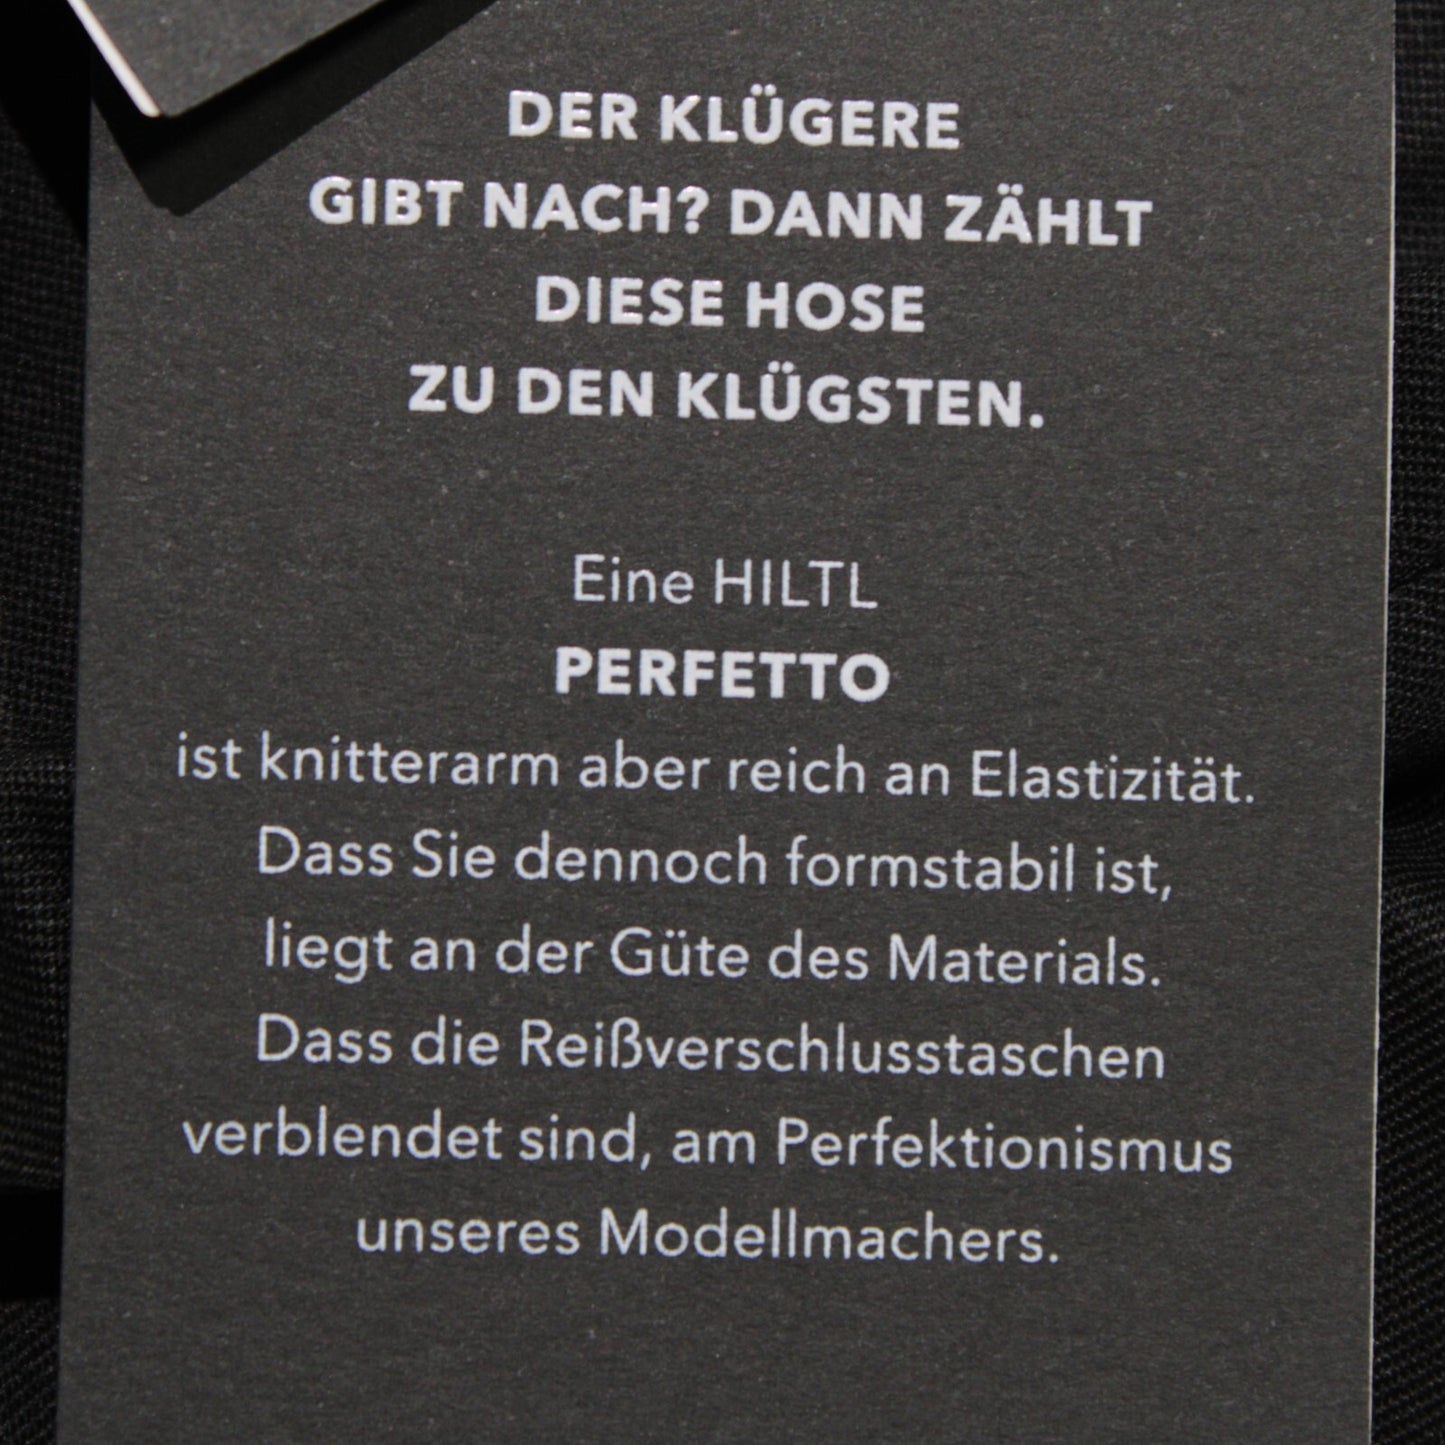 DER KLÜGERE
GIBT NACH? DANN ZÄHLT
DIESE HOSE
ZU DEN KLÜGSTEN.
Eine HILTL
PERFETTO
ist knitterarm aber reich an Elastizität.
Dass Sie dennoch formstabil ist,
liegt an der Güte des Materials.
Dass die Reißverschlusstaschen
verblendet sind, am Perfektionismus
unseres Modellmachers.